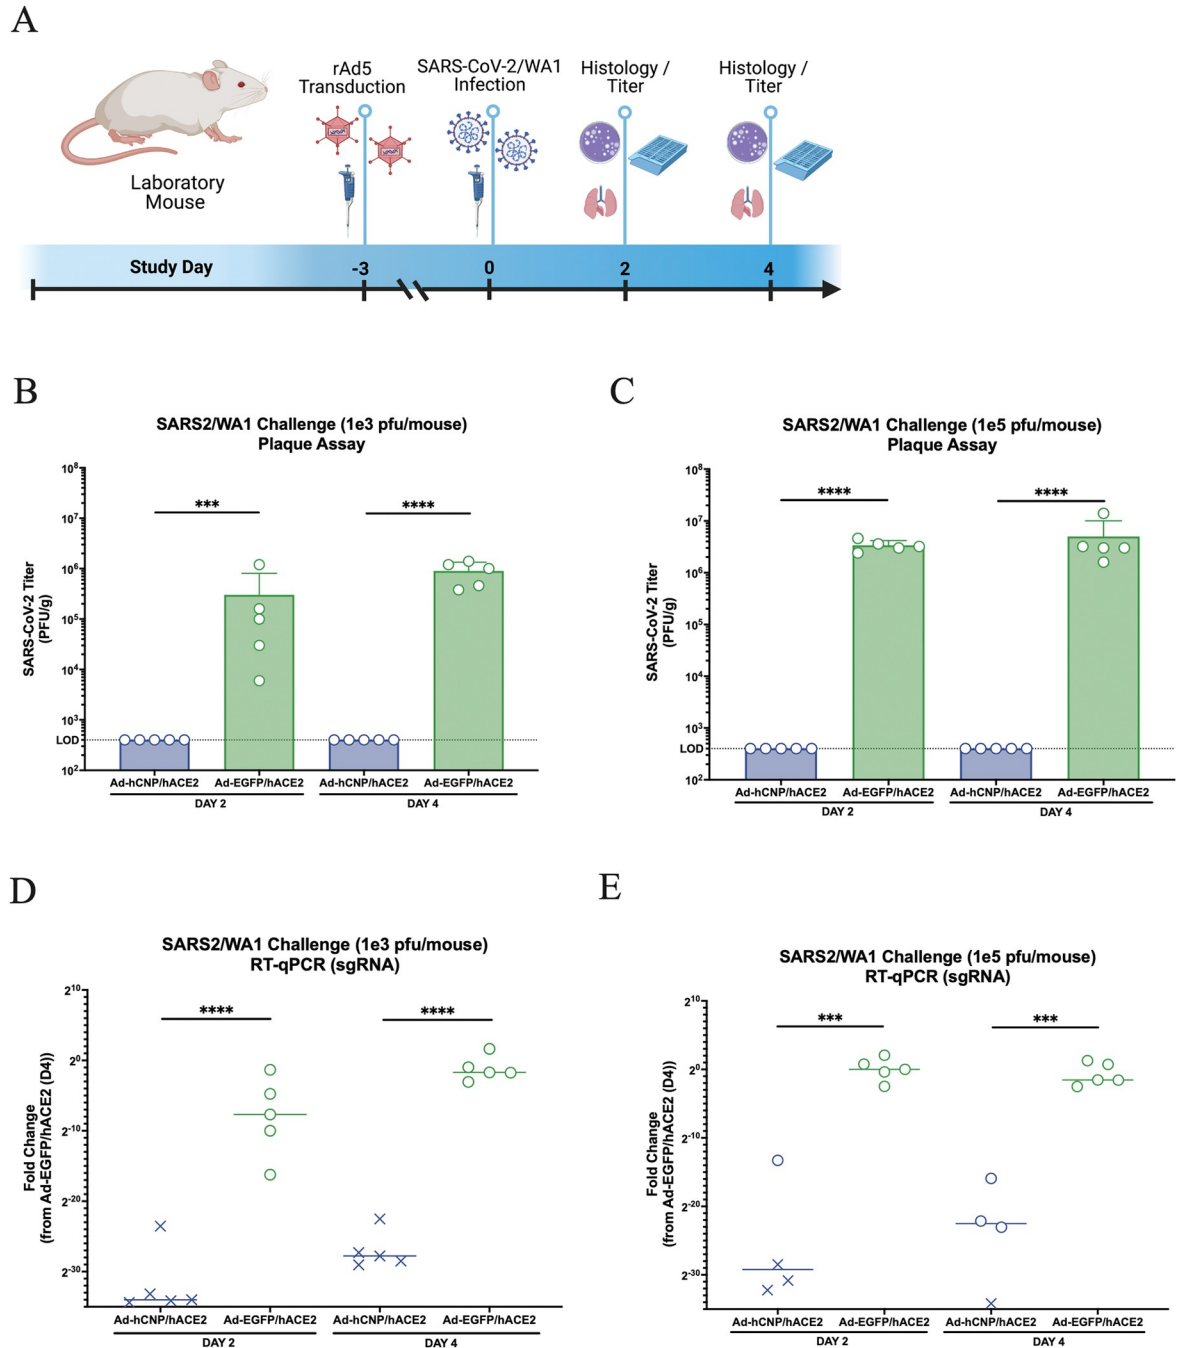 A
Laboratory
Mouse
rAd5
Transduction
SARS-CoV-2/WA1
Infection
Histology /
Titer
Histology /
Titer
Study Day
-3
0
2
4
B
SARS2/WA1 Challenge (1e3 pfu/mouse)
Plaque Assay
SARS-CoV-2 Titer
(PFU/g)
10⁸
10⁷
10⁶
10⁵
10⁴
10³
LOD
10²
***
****
Ad-hCNP/hACE2 Ad-EGFP/hACE2 Ad-hCNP/hACE2 Ad-EGFP/hACE2
DAY 2 DAY 4
C
SARS2/WA1 Challenge (1e5 pfu/mouse)
Plaque Assay
SARS-CoV-2 Titer
(PFU/g)
10⁸
10⁷
10⁶
10⁵
10⁴
10³
LOD
10²
****
****
Ad-hCNP/hACE2 Ad-EGFP/hACE2 Ad-hCNP/hACE2 Ad-EGFP/hACE2
DAY 2 DAY 4
D
SARS2/WA1 Challenge (1e3 pfu/mouse)
RT-qPCR (sgRNA)
Fold Change
(from Ad-EGFP/hACE2 (D4))
2¹⁰
2⁰
2⁻¹⁰
2⁻²⁰
2⁻³⁰
****
****
Ad-hCNP/hACE2 Ad-EGFP/hACE2 Ad-hCNP/hACE2 Ad-EGFP/hACE2
DAY 2 DAY 4
E
SARS2/WA1 Challenge (1e5 pfu/mouse)
RT-qPCR (sgRNA)
Fold Change
(from Ad-EGFP/hACE2 (D4))
2¹⁰
2⁰
2⁻¹⁰
2⁻²⁰
2⁻³⁰
***
***
Ad-hCNP/hACE2 Ad-EGFP/hACE2 Ad-hCNP/hACE2 Ad-EGFP/hACE2
DAY 2 DAY 4